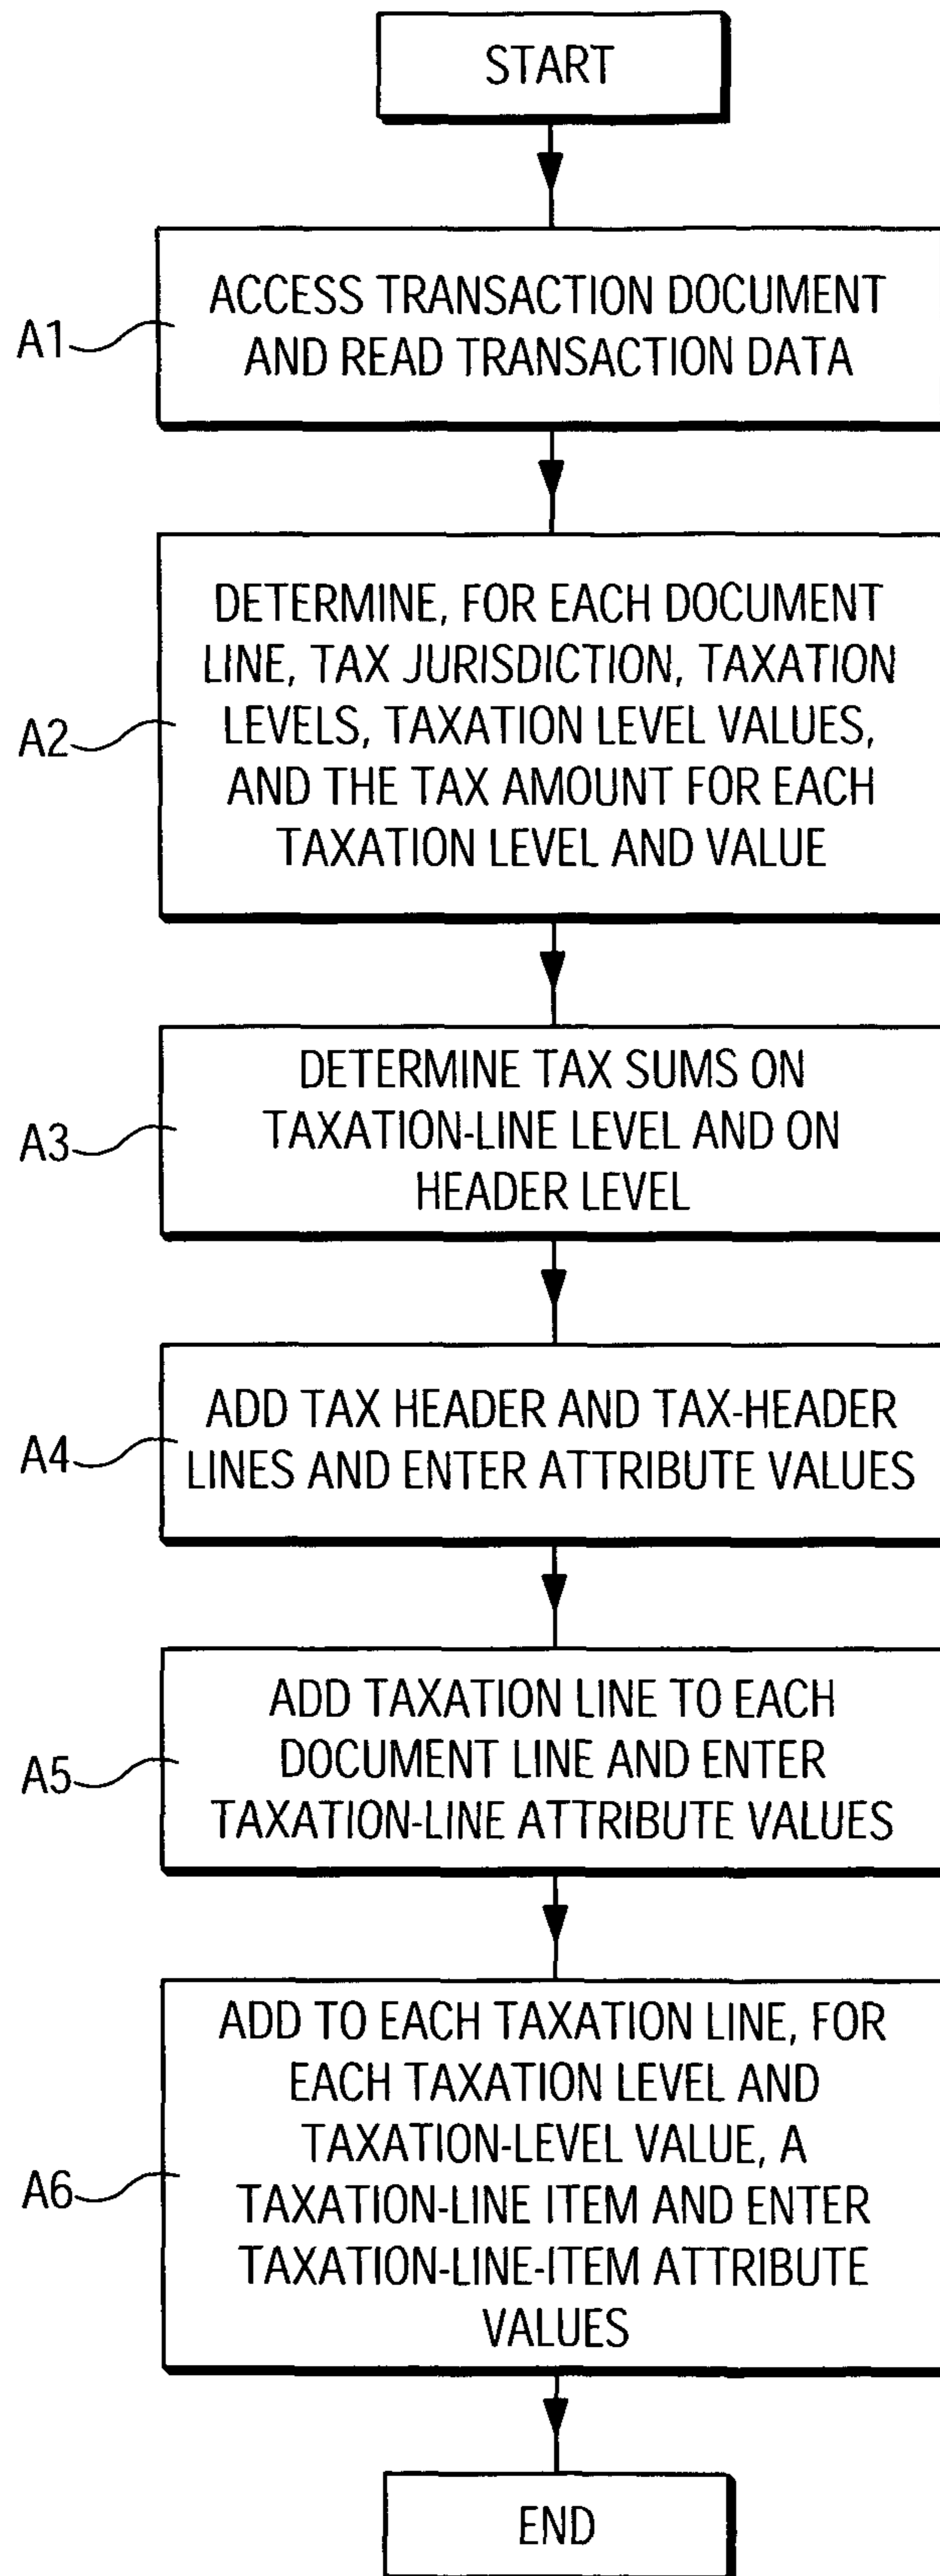 START
A1
ACCESS TRANSACTION DOCUMENT
AND READ TRANSACTION DATA
A2
DETERMINE, FOR EACH DOCUMENT
LINE, TAX JURISDICTION, TAXATION
LEVELS, TAXATION LEVEL VALUES,
AND THE TAX AMOUNT FOR EACH
TAXATION LEVEL AND VALUE
A3
DETERMINE TAX SUMS ON
TAXATION-LINE LEVEL AND ON
HEADER LEVEL
A4
ADD TAX HEADER AND TAX-HEADER
LINES AND ENTER ATTRIBUTE VALUES
A5
ADD TAXATION LINE TO EACH
DOCUMENT LINE AND ENTER
TAXATION-LINE ATTRIBUTE VALUES
A6
ADD TO EACH TAXATION LINE, FOR
EACH TAXATION LEVEL AND
TAXATION-LEVEL VALUE, A
TAXATION-LINE ITEM AND ENTER
TAXATION-LINE-ITEM ATTRIBUTE
VALUES
END